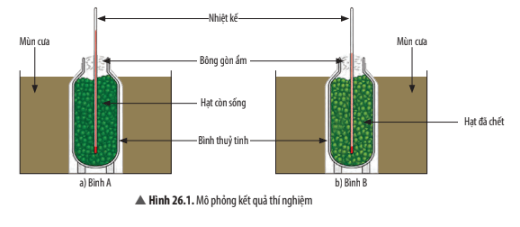 Nhiệt kế
Mùn cưa
Mùn cưa
Bông gòn ẩm
Hạt còn sống
Hạt đã chết
Bình thuỷ tinh
a) Bình A
b) Bình B
▲ Hình 26.1. Mô phỏng kết quả thí nghiệm